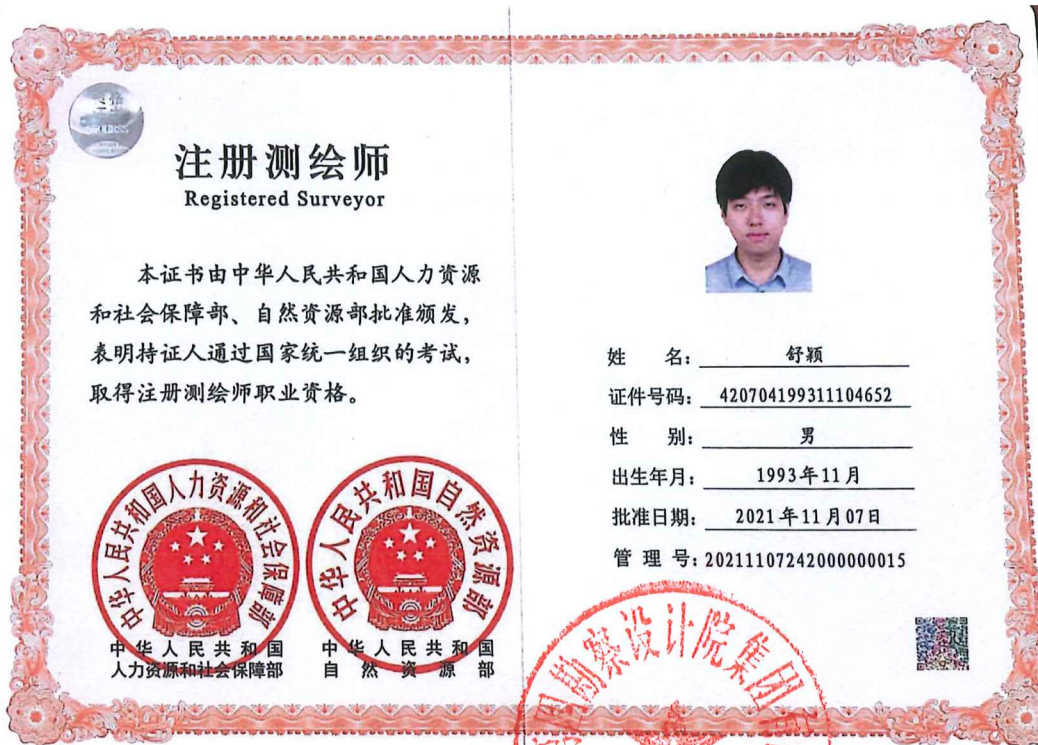 注册测绘师
Registered Surveyor
本证书由中华人民共和国人力资源
和社会保障部、自然资源部批准颁发，
表明持证人通过国家统一组织的考试，
取得注册测绘师职业资格。
中华人民共和国人力资源和社会保障部
中华人民共和国自然资源部
中华人民共和国
人力资源和社会保障部
中华人民共和国
自然资源部
姓 名: 舒颖
证件号码: 420704199311104652
性 别: 男
出生年月: 1993年11月
批准日期: 2021年11月07日
管 理 号: 20211107242000000015
勘察设计院集团